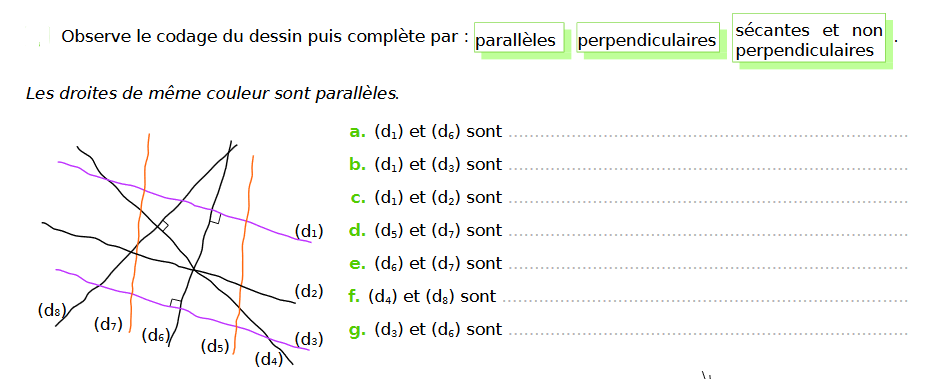 Observe le codage du dessin puis complète par : parallèles perpendiculaires sécantes et non perpendiculaires .
Les droites de même couleur sont parallèles.
a. (d₁) et (d₆) sont
b. (d₁) et (d₃) sont
c. (d₁) et (d₂) sont
d. (d₅) et (d₇) sont
e. (d₆) et (d₇) sont
f. (d₄) et (d₈) sont
g. (d₃) et (d₆) sont
(d₁)
(d₂)
(d₈)
(d₇)
(d₆)
(d₅)
(d₃)
(d₄)